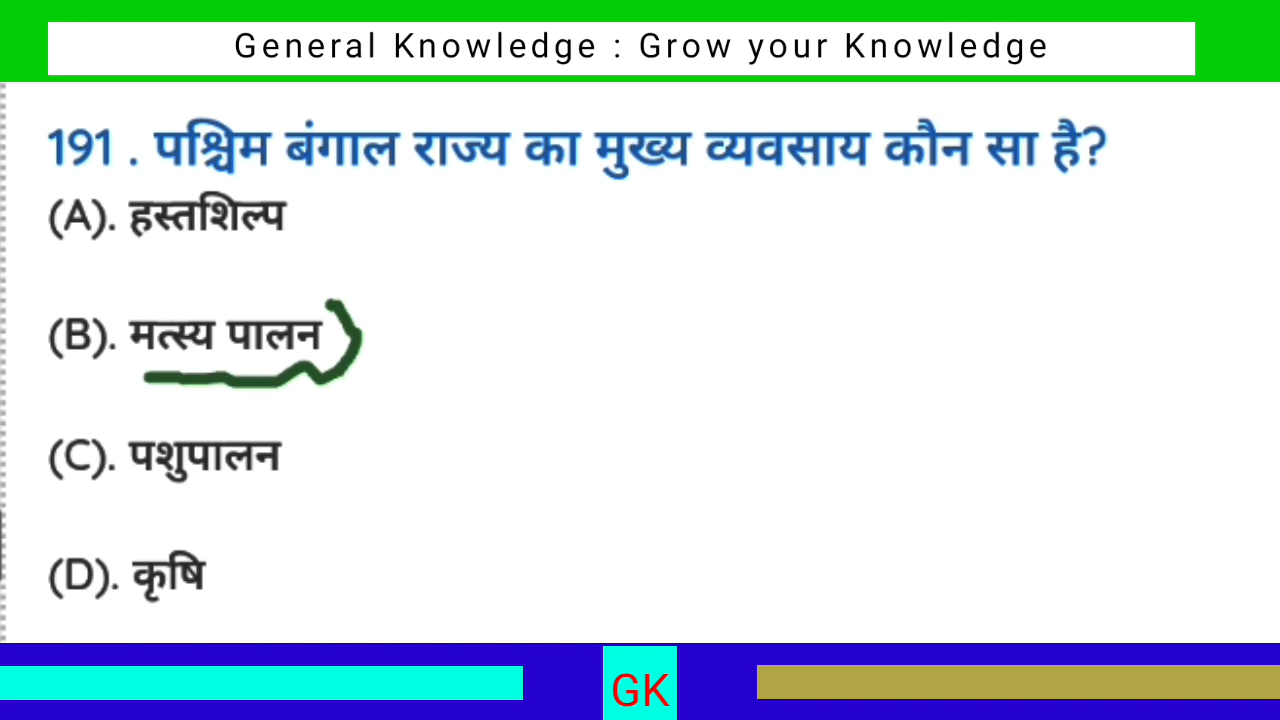 General Knowledge : Grow your Knowledge
191 . पश्चिम बंगाल राज्य का मुख्य व्यवसाय कौन सा है?
(A). हस्तशिल्प
(B). मत्स्य पालन
(C). पशुपालन
(D). कृषि
GK